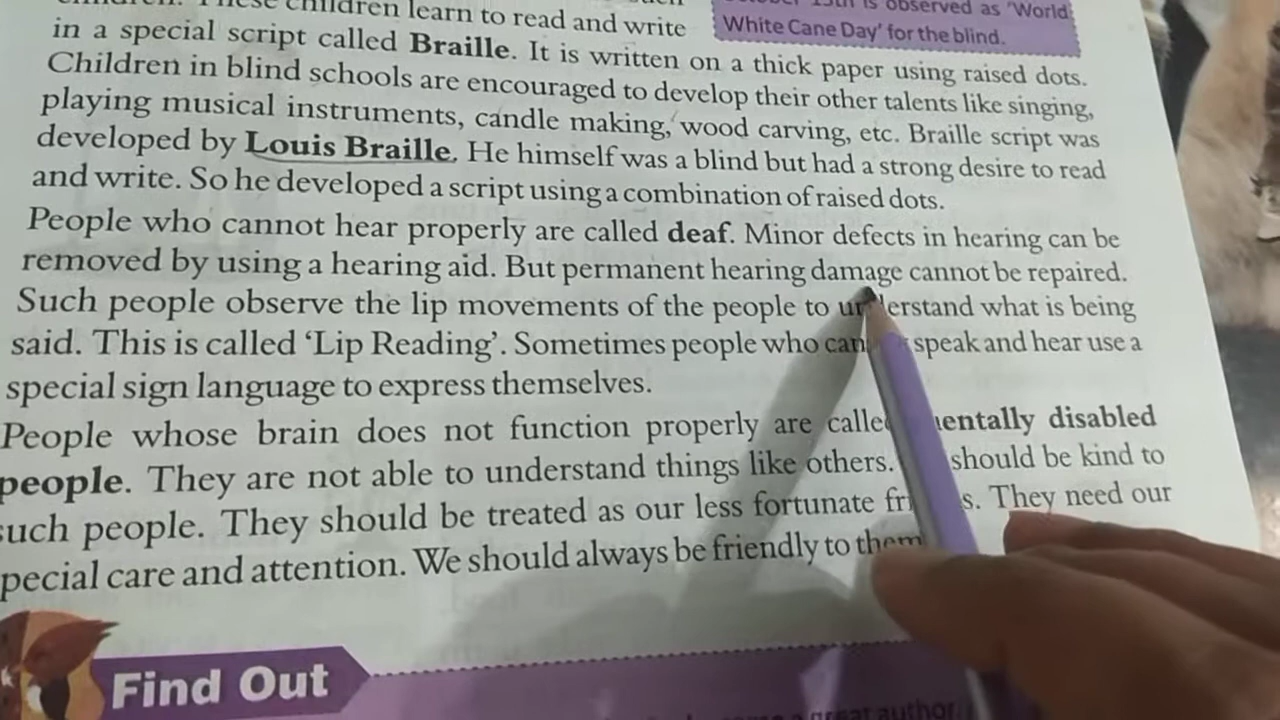 children learn to read and write
in a special script called Braille. It is written on a thick paper using raised dots.
Children in blind schools are encouraged to develop their other talents like singing,
playing musical instruments, candle making, wood carving, etc. Braille script was
developed by Louis Braille. He himself was a blind but had a strong desire to read
and write. So he developed a script using a combination of raised dots.
People who cannot hear properly are called deaf. Minor defects in hearing can be
removed by using a hearing aid. But permanent hearing damage cannot be repaired.
Such people observe the lip movements of the people to understand what is being
said. This is called ‘Lip Reading’. Sometimes people who speak and hear use a
special sign language to express themselves.
People whose brain does not function properly are called mentally disabled
people. They are not able to understand things like others. should be kind to
such people. They should be treated as our less fortunate They need our
special care and attention. We should always be friendly to them
13th is observed as ‘World
White Cane Day’ for the blind.
Find Out
a great author